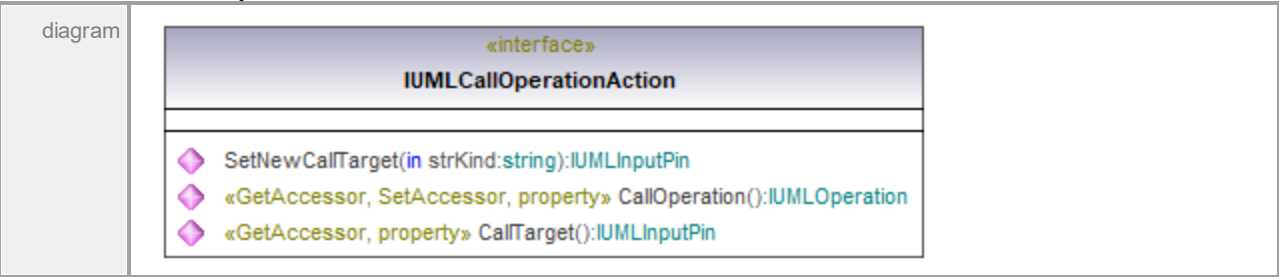 diagram
«interface»
IUMLCallOperationAction
SetNewCallTarget(in strKind:string):IUMLInputPin
«GetAccessor, SetAccessor, property» CallOperation():IUMLOperation
«GetAccessor, property» CallTarget():IUMLInputPin